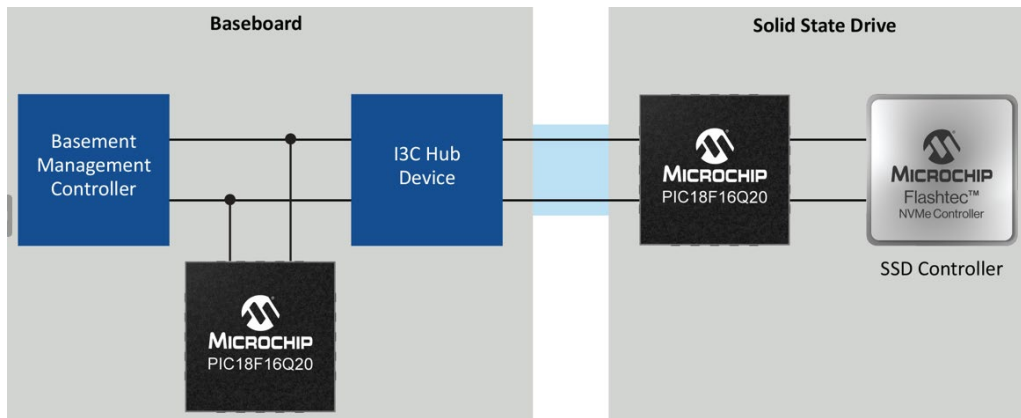 Baseboard
Solid State Drive
Basement
Management
Controller
I3C Hub
Device
MICROCHIP
PIC18F16Q20
MICROCHIP
Flashtec™
NVMe Controller
SSD Controller
MICROCHIP
PIC18F16Q20